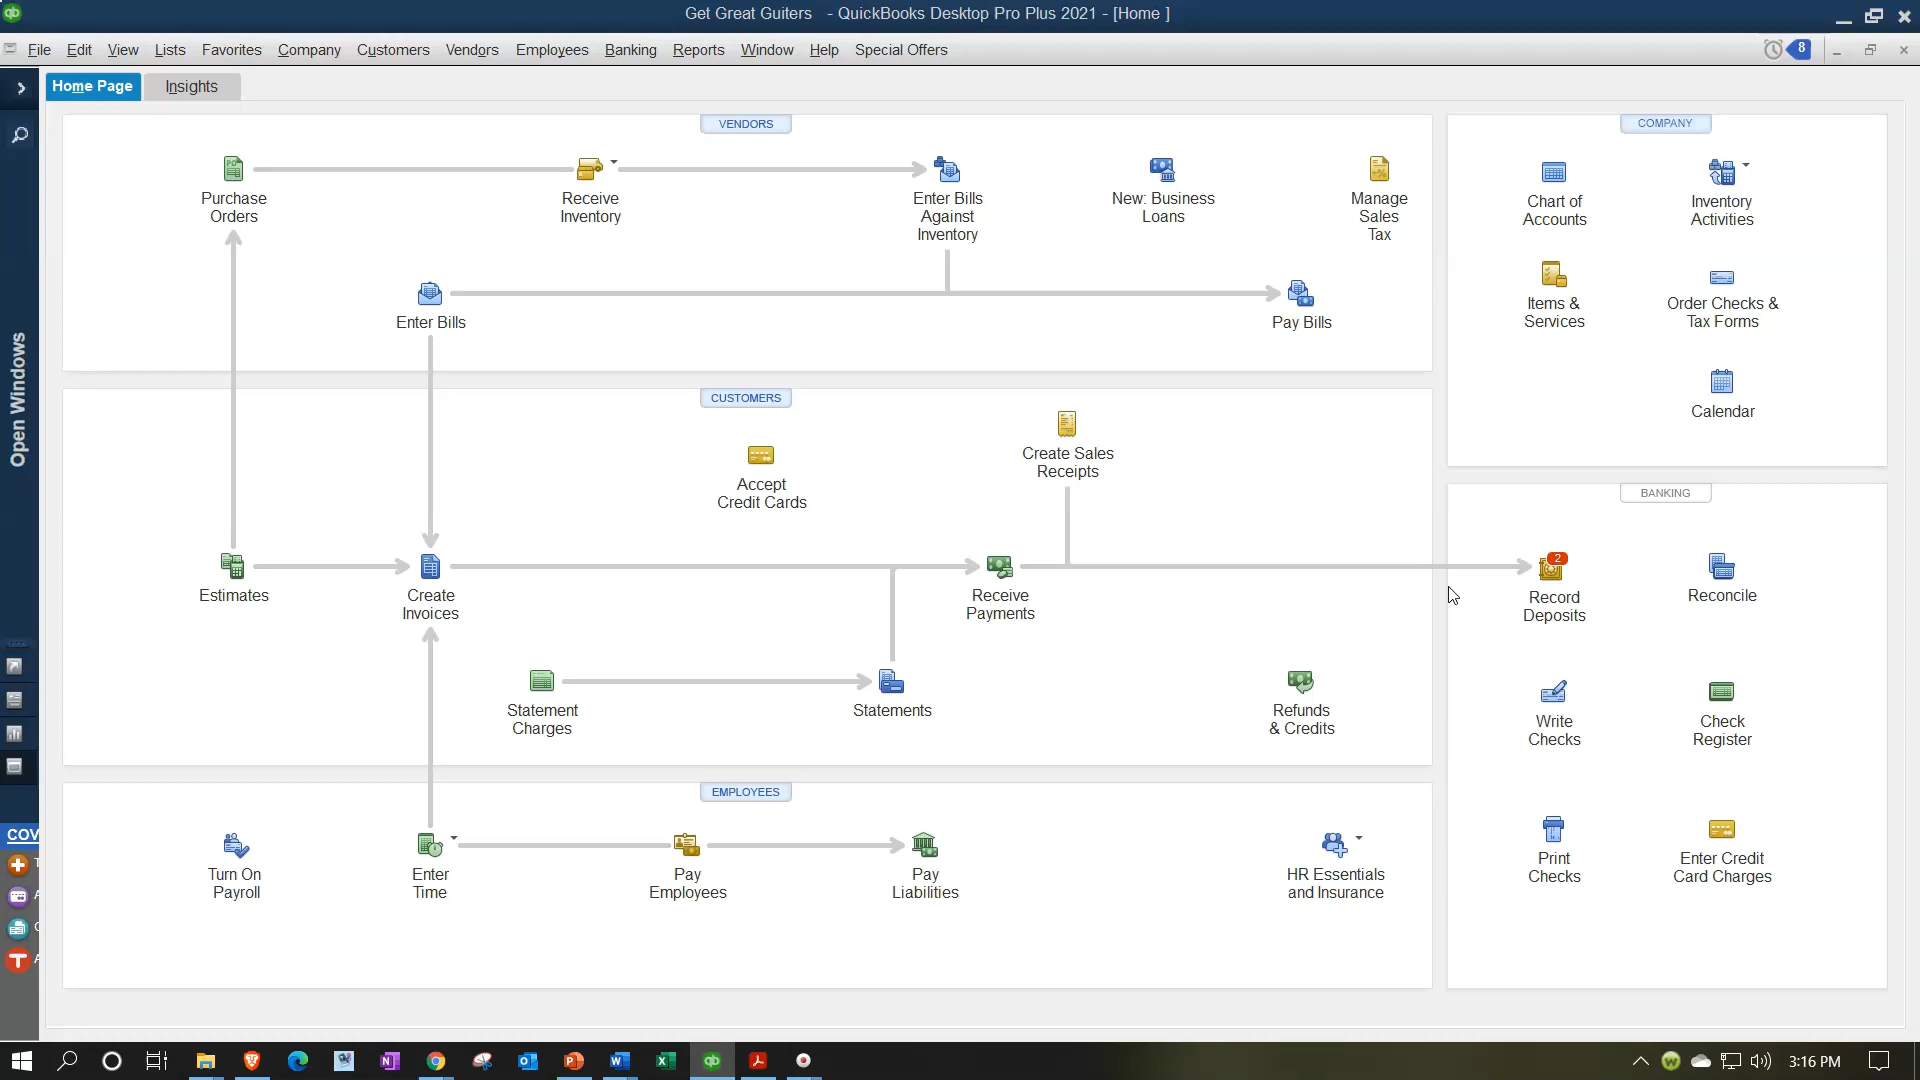 Get Great Guiters - QuickBooks Desktop Pro Plus 2021 - [Home ]
File Edit View Lists Favorites Company Customers Vendors Employees Banking Reports Window Help Special Offers
8
Home Page
Insights
Open Windows
COV
VENDORS
Purchase
Orders
Receive
Inventory
Enter Bills
Against
Inventory
New: Business
Loans
Manage
Sales
Tax
Enter Bills
Pay Bills
CUSTOMERS
Create Sales
Receipts
Accept
Credit Cards
Estimates
Create
Invoices
Receive
Payments
Statement
Charges
Statements
Refunds
& Credits
EMPLOYEES
Turn On
Payroll
Enter
Time
Pay
Employees
Pay
Liabilities
HR Essentials
and Insurance
COMPANY
Chart of
Accounts
Inventory
Activities
Items &
Services
Order Checks &
Tax Forms
Calendar
BANKING
2
Record
Deposits
Reconcile
Write
Checks
Check
Register
Print
Checks
Enter Credit
Card Charges
3:16 PM